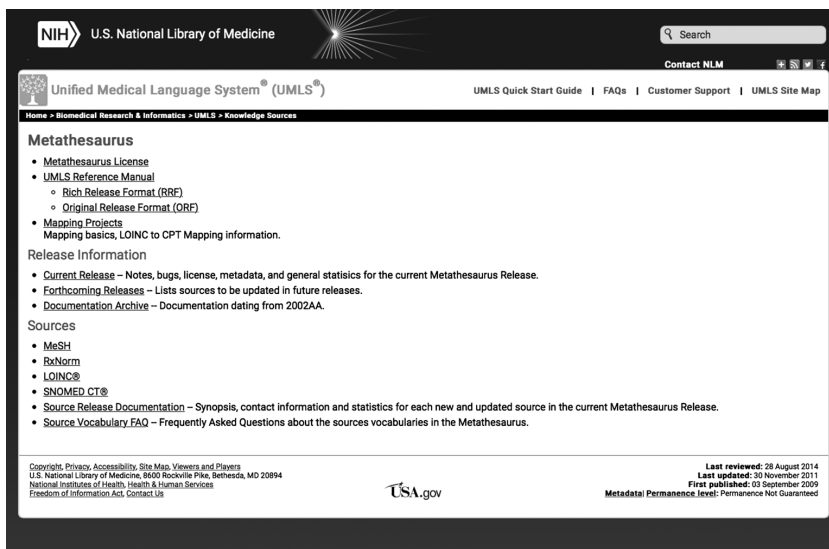 NIH U.S. National Library of Medicine
Search
Contact NLM
Unified Medical Language System® (UMLS®)
UMLS Quick Start Guide | FAQs | Customer Support | UMLS Site Map
Home > Biomedical Research & Informatics > UMLS > Knowledge Sources
Metathesaurus
• Metathesaurus License
• UMLS Reference Manual
◦ Rich Release Format (RRF)
◦ Original Release Format (ORF)
• Mapping Projects
Mapping basics, LOINC to CPT Mapping information.
Release Information
• Current Release – Notes, bugs, license, metadata, and general statisics for the current Metathesaurus Release.
• Forthcoming Releases – Lists sources to be updated in future releases.
• Documentation Archive – Documentation dating from 2002AA.
Sources
• MeSH
• RxNorm
• LOINC®
• SNOMED CT®
• Source Release Documentation – Synopsis, contact information and statistics for each new and updated source in the current Metathesaurus Release.
• Source Vocabulary FAQ – Frequently Asked Questions about the sources vocabularies in the Metathesaurus.
Copyright, Privacy, Accessibility, Site Map, Viewers and Players
U.S. National Library of Medicine, 8600 Rockville Pike, Bethesda, MD 20894
National Institutes of Health, Health & Human Services
Freedom of Information Act, Contact Us
USA.gov
Last reviewed: 28 August 2014
Last updated: 30 November 2011
First published: 03 September 2009
Metadata| Permanence level: Permanence Not Guaranteed